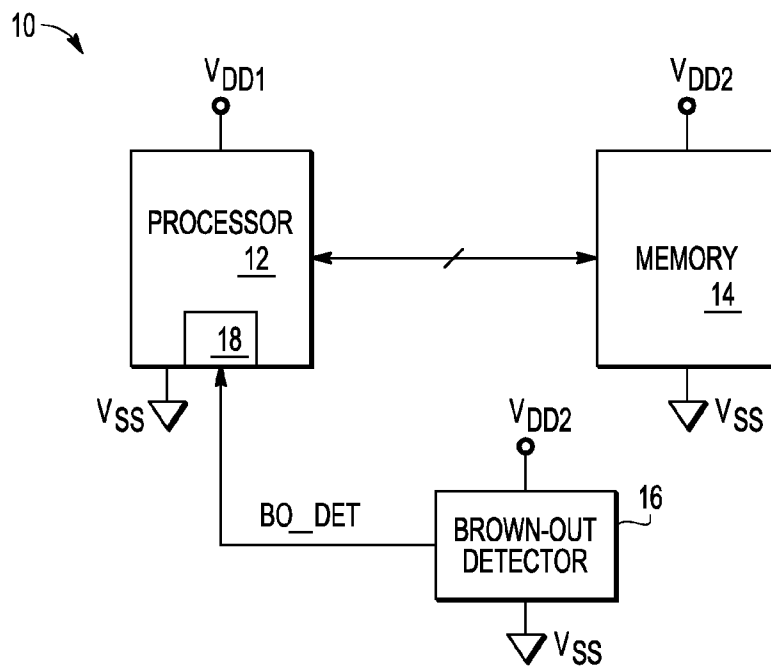 10
VDD1
VDD2
PROCESSOR
12
MEMORY
14
18
VSS
VSS
VDD2
BO_DET
BROWN-OUT
DETECTOR
16
VSS